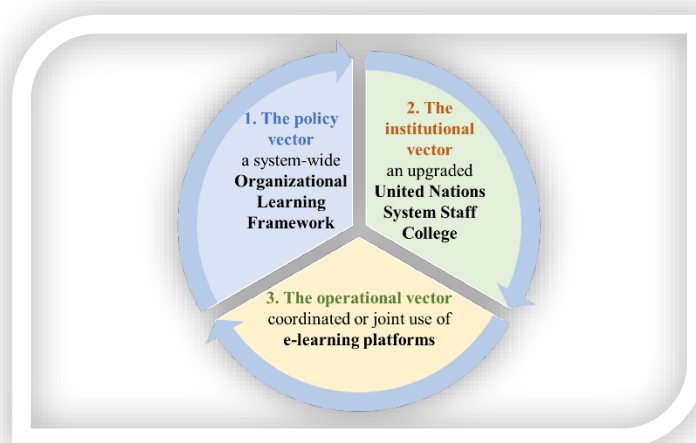 1. The policy
vector
a system-wide
Organizational
Learning
Framework
2. The
institutional
vector
an upgraded
United Nations
System Staff
College
3. The operational vector
coordinated or joint use of
e-learning platforms